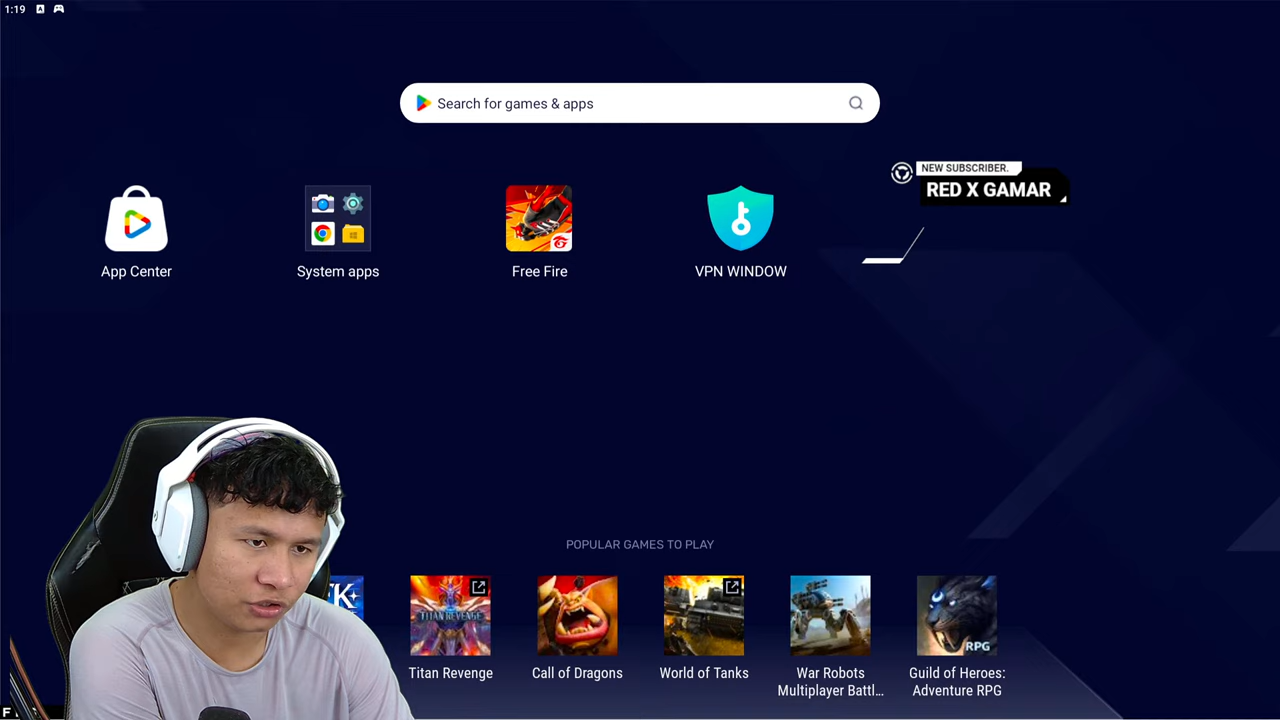 1:19
Search for games & apps
NEW SUBSCRIBER.
RED X GAMAR
App Center
System apps
Free Fire
VPN WINDOW
POPULAR GAMES TO PLAY
TITAN REVENGE
RPG
Titan Revenge
Call of Dragons
World of Tanks
War Robots
Multiplayer Battl...
Guild of Heroes:
Adventure RPG